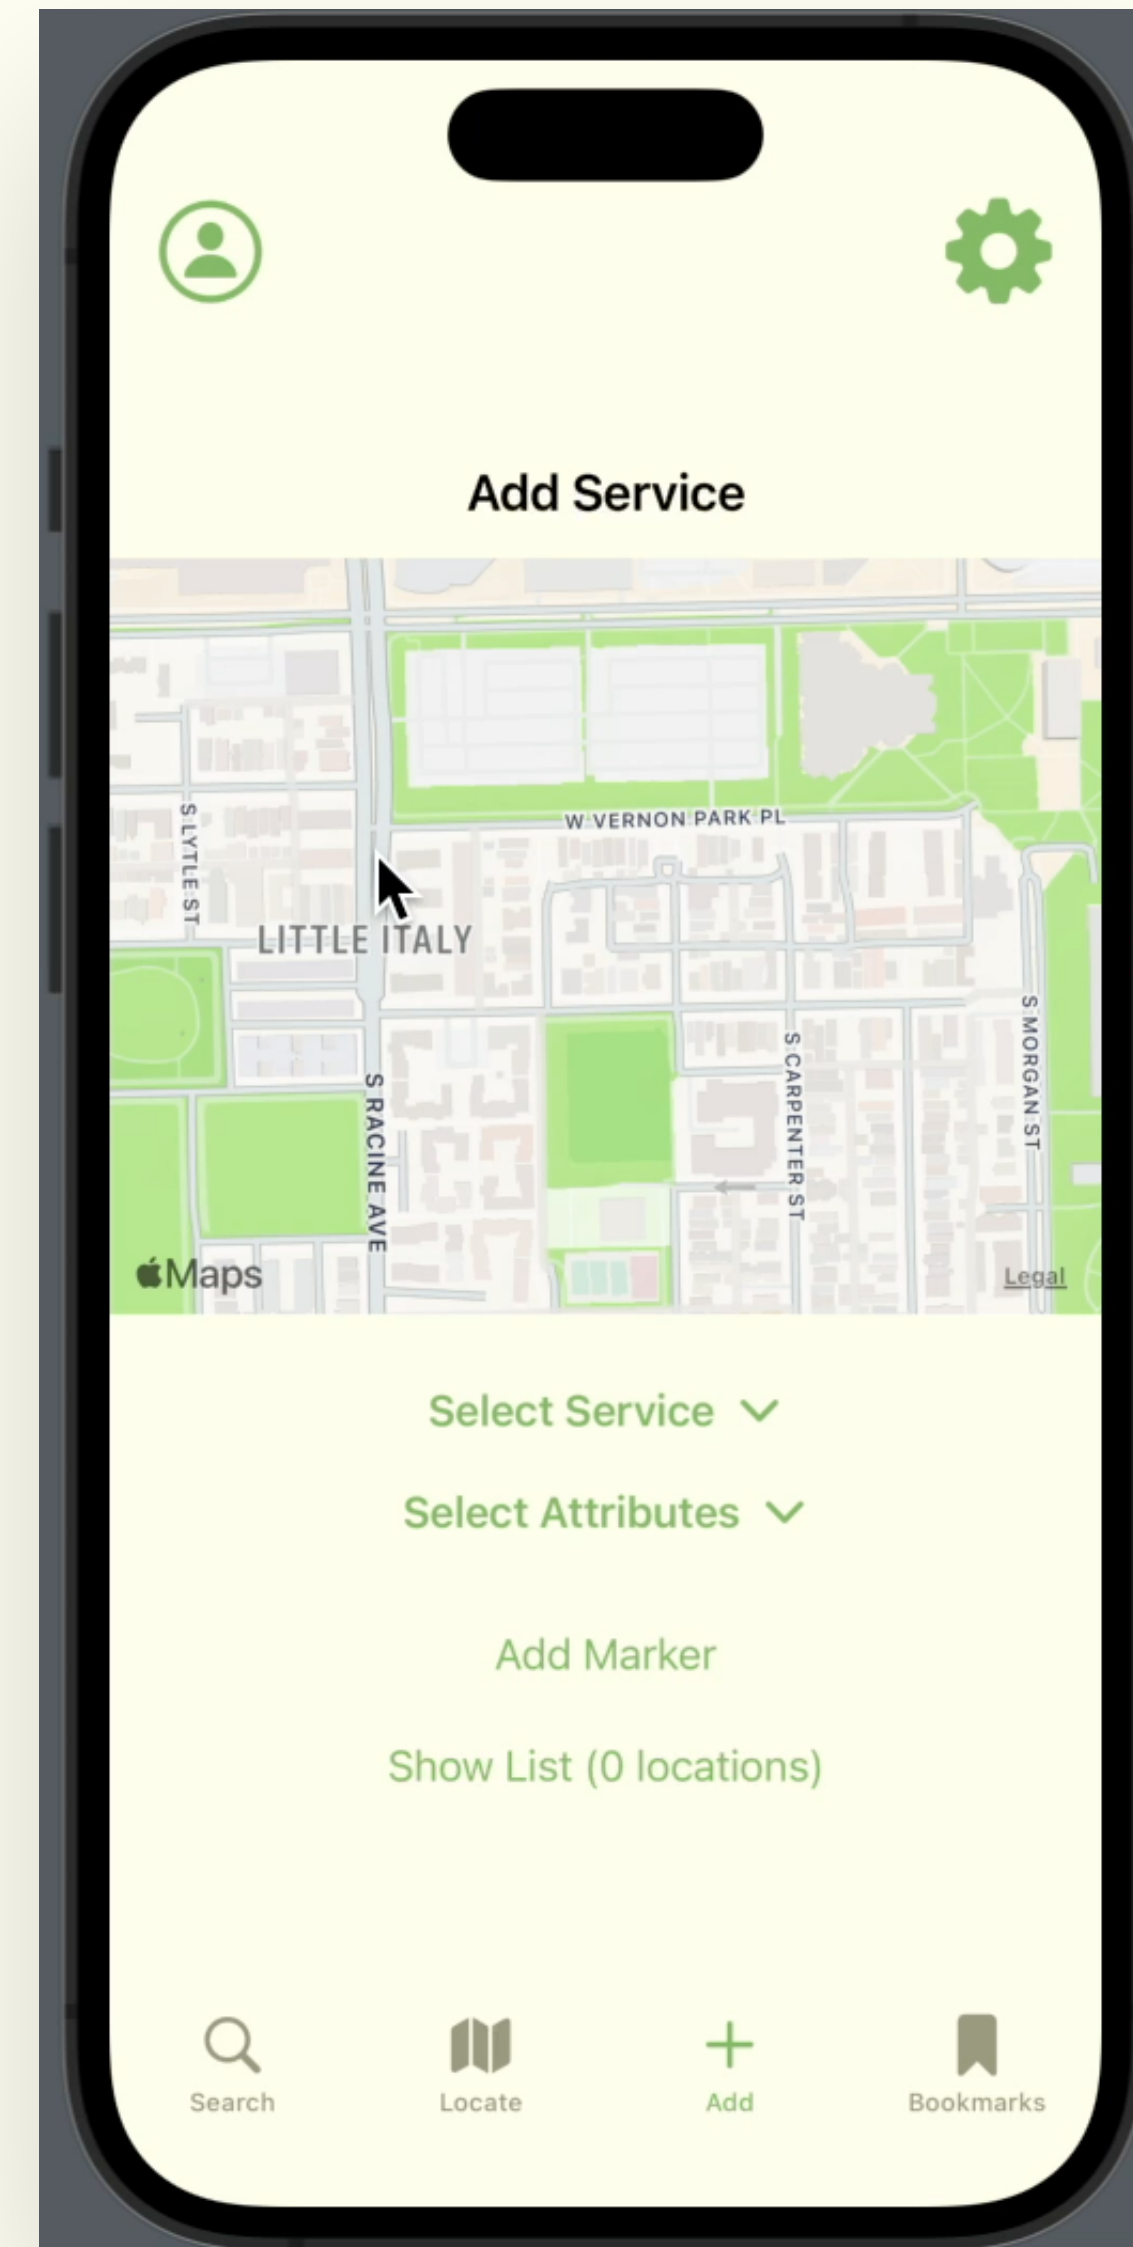 Add Service
W VERNON PARK PL
S LYTLE ST
LITTLE ITALY
S MORGAN ST
S CARPENTER ST
S RACINE AVE
Maps
Legal
Select Service
Select Attributes
Add Marker
Show List (0 locations)
Search
Locate
Add
Bookmarks